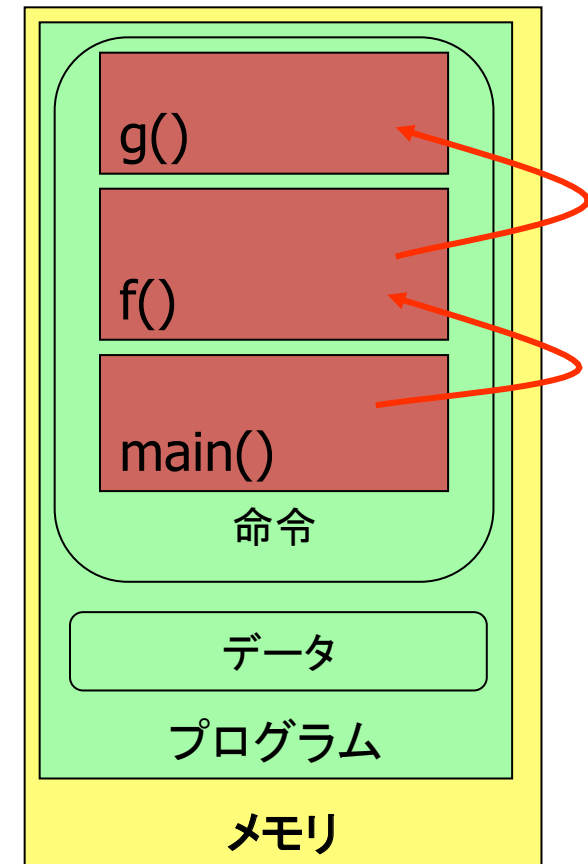 g()
f()
main()
命令
データ
プログラム
メモリ